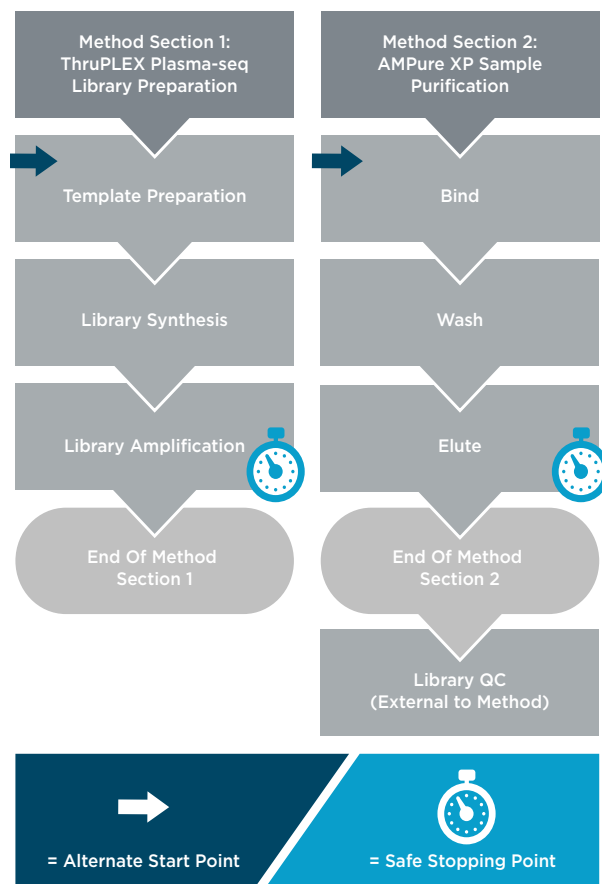 Method Section 1:
ThruPLEX Plasma-seq
Library Preparation
Template Preparation
Library Synthesis
Library Amplification
End Of Method
Section 1
Method Section 2:
AMPure XP Sample
Purification
Bind
Wash
Elute
End Of Method
Section 2
Library QC
(External to Method)
= Alternate Start Point
= Safe Stopping Point